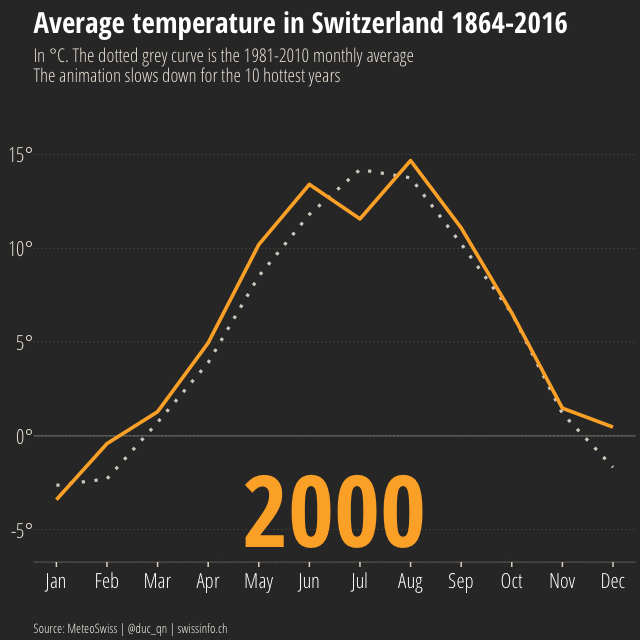 Average temperature in Switzerland 1864-2016
In °C. The dotted grey curve is the 1981-2010 monthly average
The animation slows down for the 10 hottest years
15°
10°
5°
0°
-5°
2000
Jan Feb Mar Apr May Jun Jul Aug Sep Oct Nov Dec
Source: MeteoSwiss | @duc_qn | swissinfo.ch